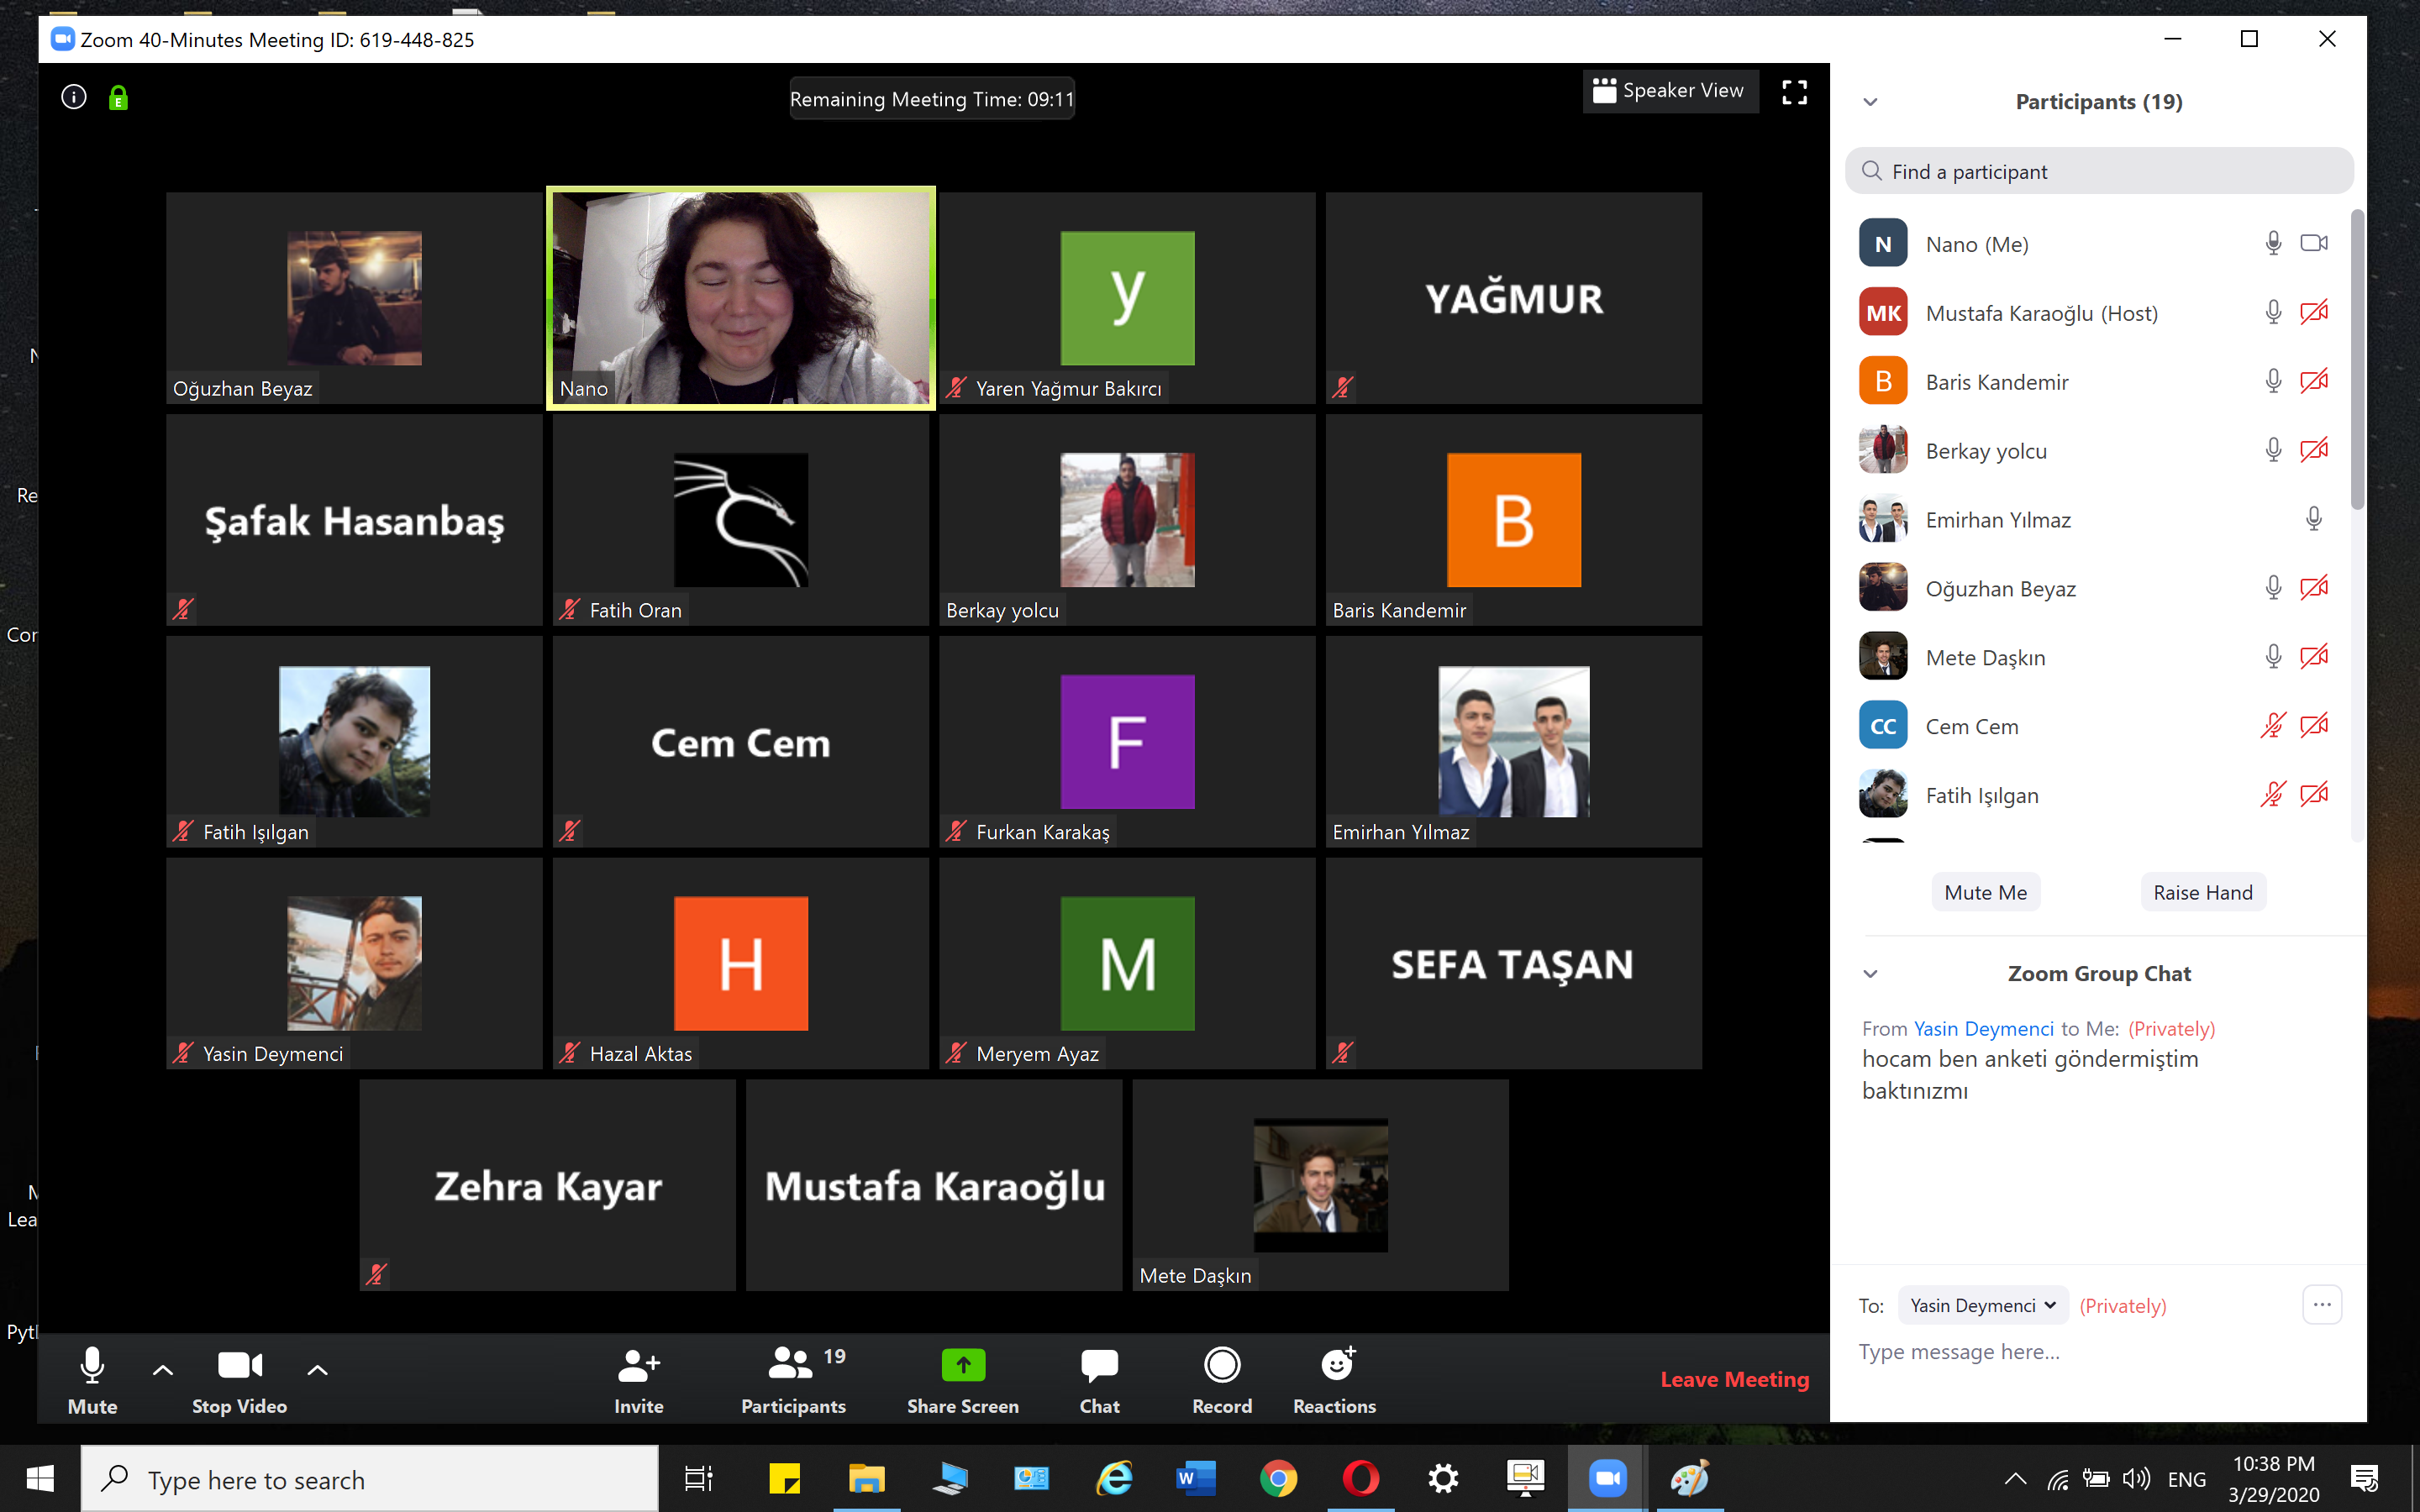 Zoom 40-Minutes Meeting ID: 619-448-825
Remaining Meeting Time: 09:11
Speaker View
Oğuzhan Beyaz
Nano
y
Yaren Yağmur Bakırcı
YAĞMUR
Şafak Hasanbaş
Fatih Oran
Berkay yolcu
B
Baris Kandemir
Fatih Işılgan
Cem Cem
F
Furkan Karakaş
Emirhan Yılmaz
Yasin Deymenci
H
Hazal Aktas
M
Meryem Ayaz
SEFA TAŞAN
Zehra Kayar
Mustafa Karaoğlu
Mete Daşkın
Mute
Stop Video
Invite
19
Participants
Share Screen
Chat
Record
Reactions
Leave Meeting
Participants (19)
Find a participant
N Nano (Me)
MK Mustafa Karaoğlu (Host)
B Baris Kandemir
Berkay yolcu
Emirhan Yılmaz
Oğuzhan Beyaz
Mete Daşkın
CC Cem Cem
Fatih Işılgan
Mute Me
Raise Hand
Zoom Group Chat
From Yasin Deymenci to Me: (Privately)
hocam ben anketi göndermiştim
baktınızmı
To: Yasin Deymenci (Privately)
Type message here...
Type here to search
ENG
10:38 PM
3/29/2020